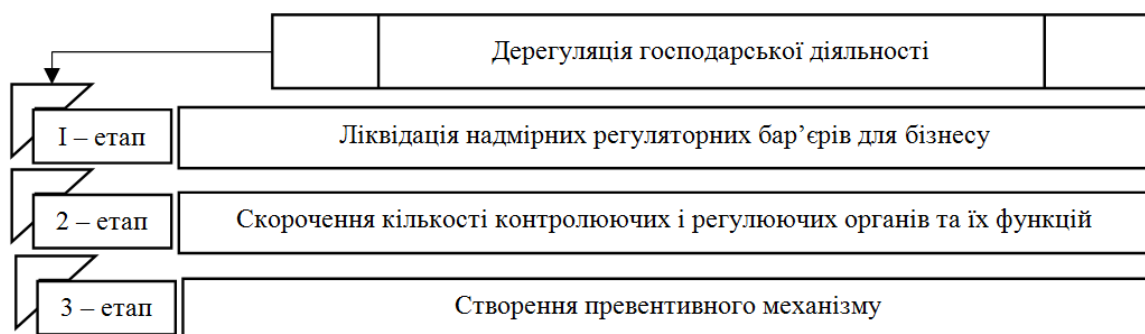 Дерегуляція господарської діяльності
І – етап
Ліквідація надмірних регуляторних бар’єрів для бізнесу
2 – етап
Скорочення кількості контролюючих і регулюючих органів та їх функцій
3 – етап
Створення превентивного механізму